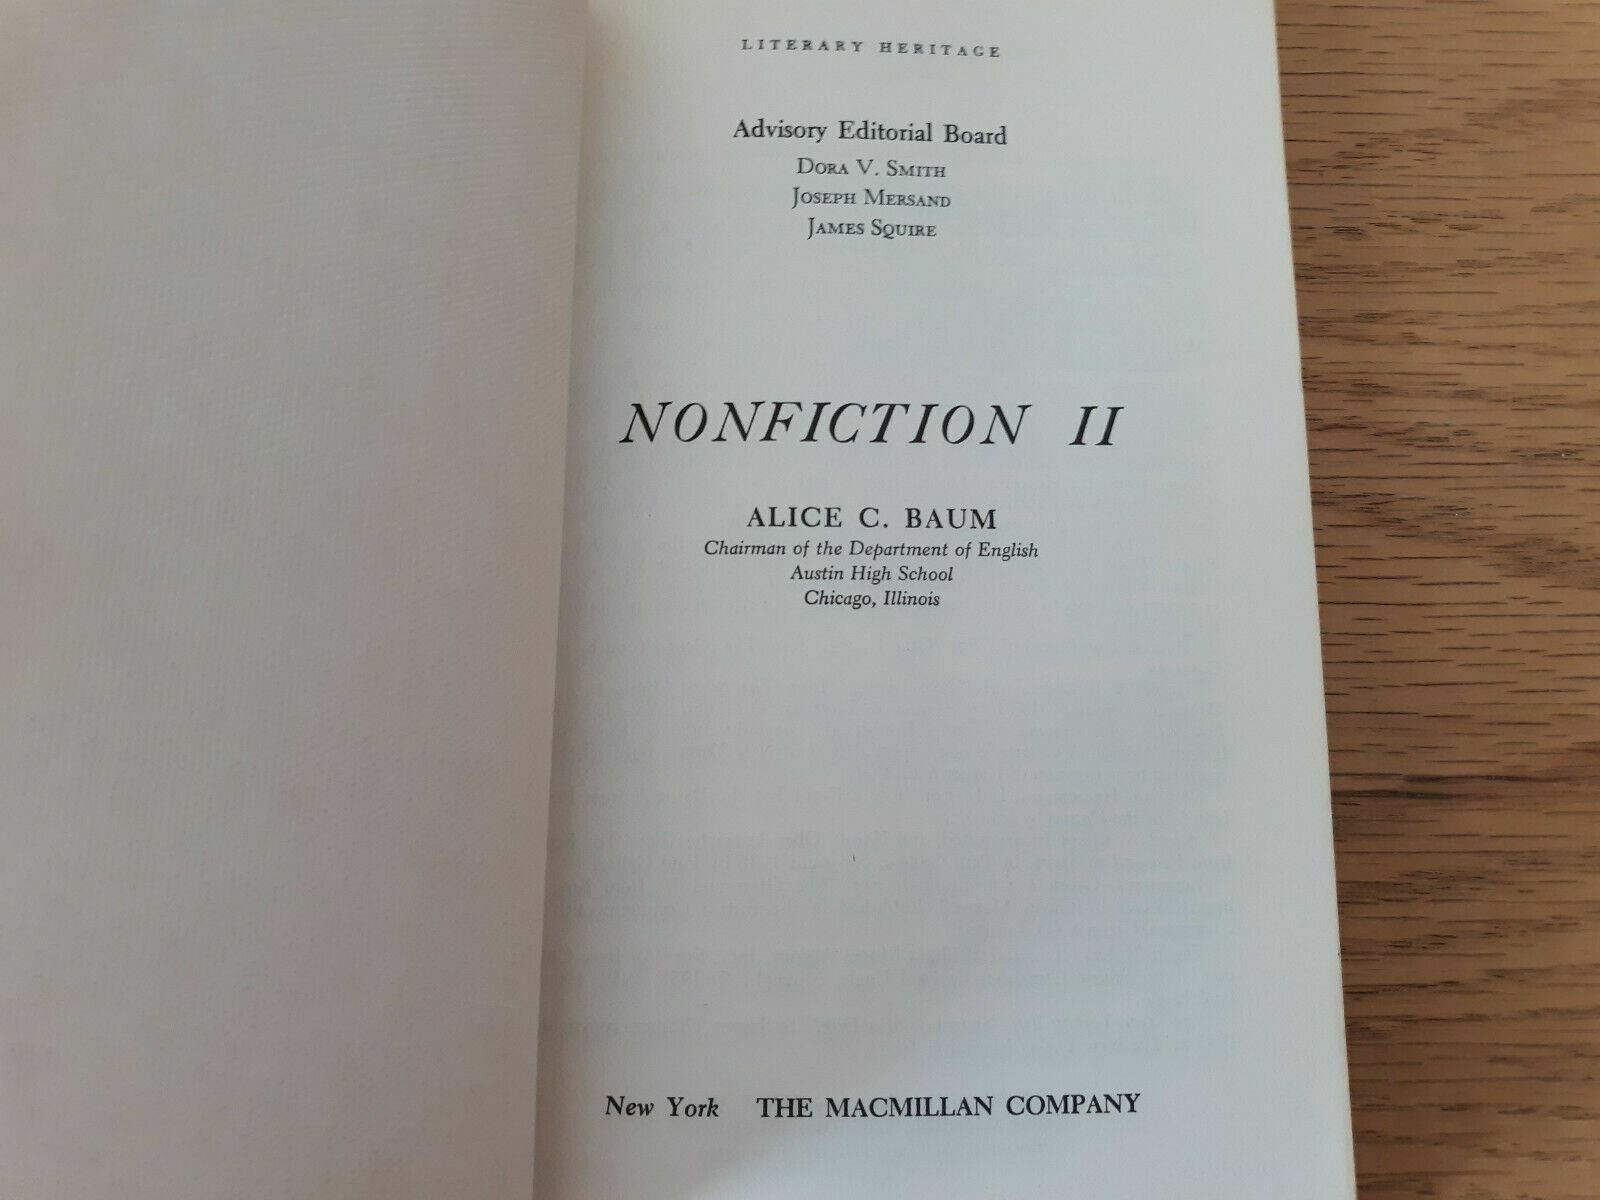 LITERARY HERITAGE
Advisory Editorial Board
DORA V. SMITH
JOSEPH MERSAND
JAMES SQUIRE
NONFICTION II
ALICE C. BAUM
Chairman of the Department of English
Austin High School
Chicago, Illinois
New York THE MACMILLAN COMPANY